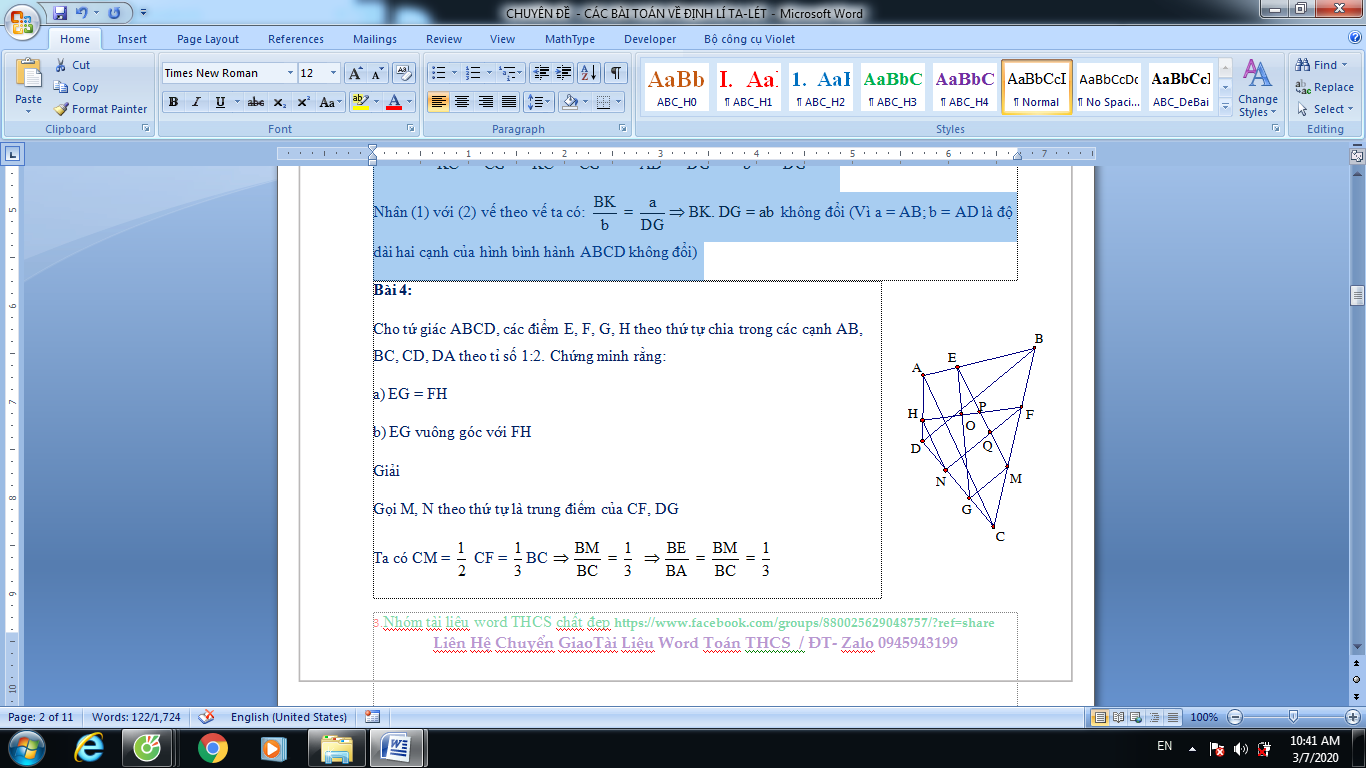 CHUYÊN ĐỀ - CÁC BÀI TOÁN VỀ ĐỊNH LÍ TA-LÉT - Microsoft Word
Home Insert Page Layout References Mailings Review View MathType Developer Bộ công cụ Violet
Paste
Cut
Copy
Format Painter
Clipboard
Times New Roman 12
Font
Paragraph
AaBb ABC_H0
I. Aa ¶ ABC_H1
1. AaI ¶ ABC_H2
AaBbC ¶ ABC_H3
AaBbC ¶ ABC_H4
AaBbCcI ¶ Normal
AaBbCcDc ¶ No Spaci...
AaBbCcI ABC_DeBai
Change Styles
Styles
Find
Replace
Select
Editing
1 2 3 4 5 6 7
Nhân (1) với (2) vế theo vế ta có: BK/b = a/DG ⇒ BK. DG = ab không đổi (Vì a = AB; b = AD là độ
dài hai cạnh của hình bình hành ABCD không đổi)
Bài 4:
Cho tứ giác ABCD, các điểm E, F, G, H theo thứ tự chia trong các cạnh AB,
BC, CD, DA theo tỉ số 1:2. Chứng minh rằng:
a) EG = FH
b) EG vuông góc với FH
Giải
Gọi M, N theo thứ tự là trung điểm của CF, DG
Ta có CM = 1/2 CF = 1/3 BC ⇒ BM/BC = 1/3 ⇒ BE/BA = BM/BC = 1/3
B
E
A
P
H
F
O
D
Q
N
M
G
C
8.Nhóm tài liệu word THCS chất đẹp https://www.facebook.com/groups/880025629048757/?ref=share
Liên Hệ Chuyển GiaoTài Liệu Word Toán THCS / ĐT- Zalo 0945943199
Page: 2 of 11 Words: 122/1,724 English (United States) 100%
EN
10:41 AM
3/7/2020